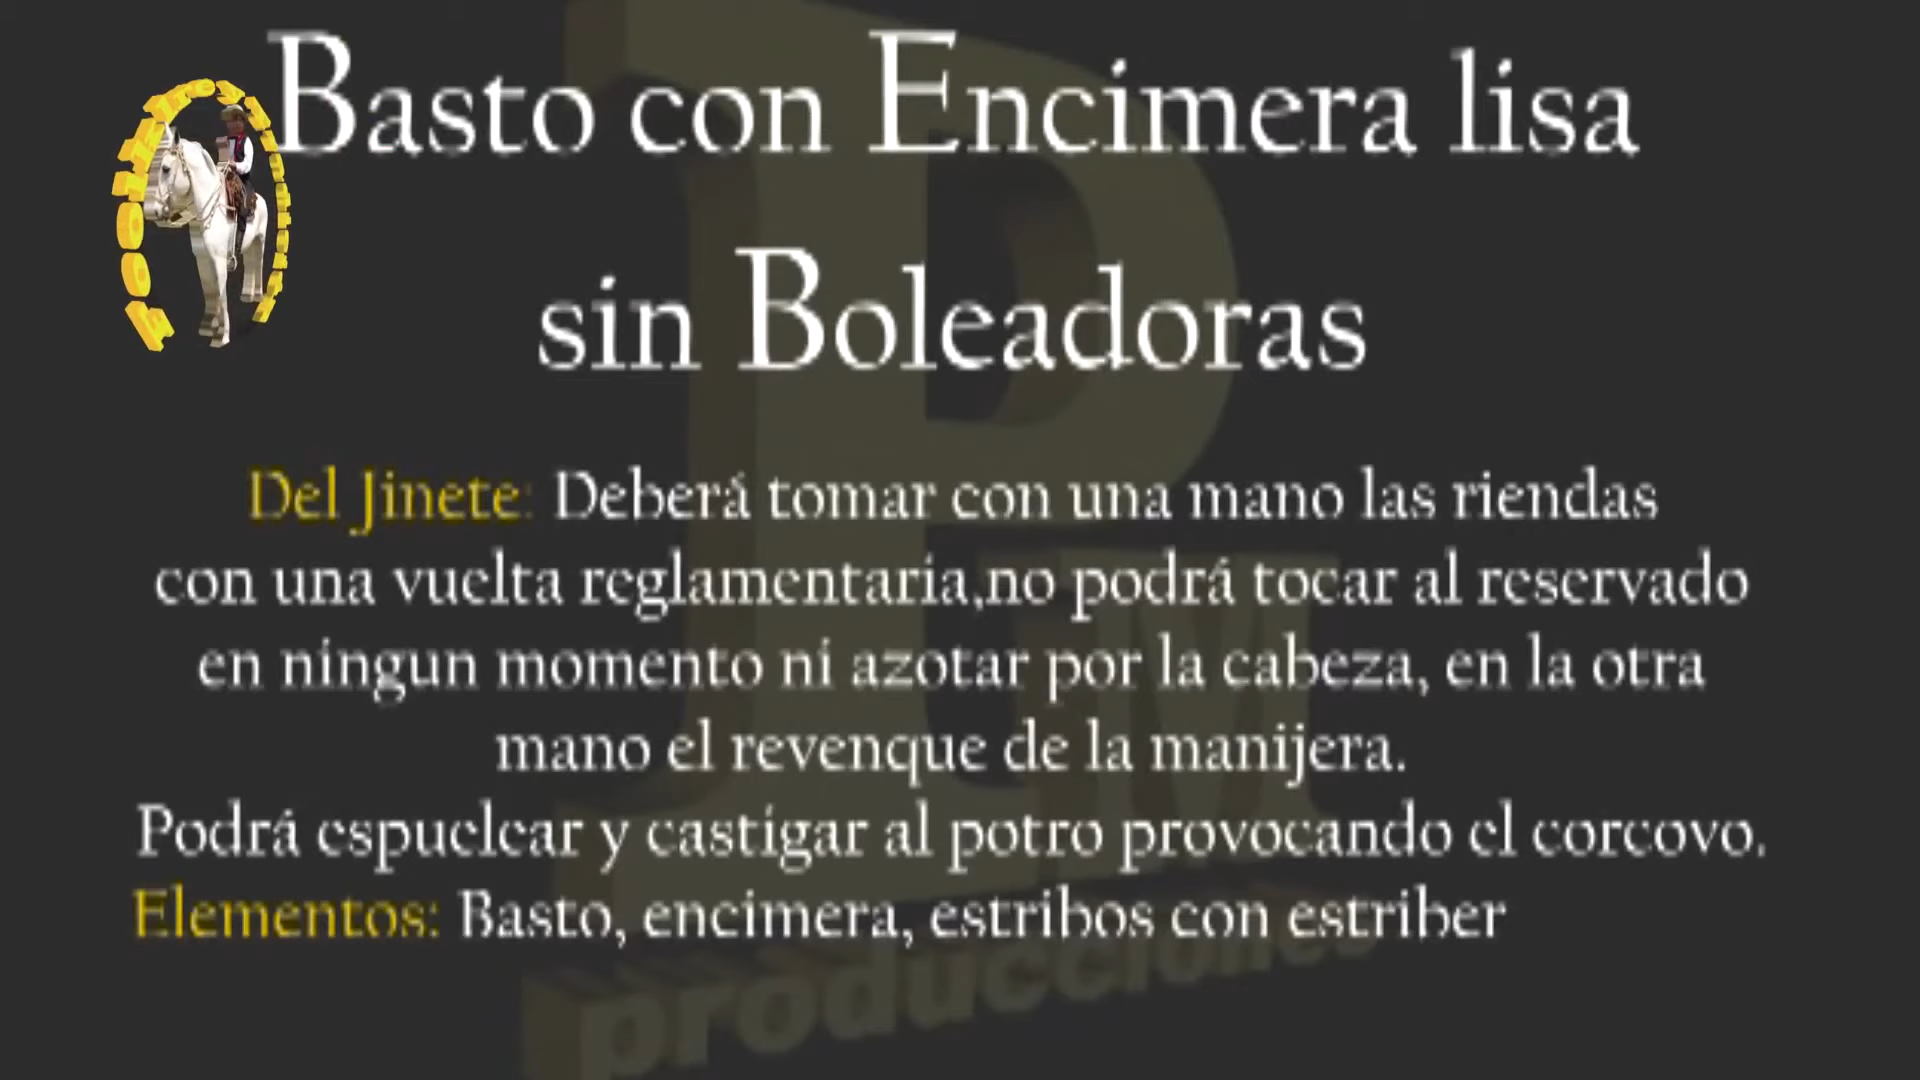 Basto con Encimera lisa
sin Boleadoras
Del Jinete: Deberá tomar con una mano las riendas
con una vuelta reglamentaria,no podrá tocar al reservado
en ningun momento ni azotar por la cabeza, en la otra
mano el revenque de la manijera.
Podrá espuelear y castigar al potro provocando el corcovo.
Elementos: Basto, encimera, estribos con estriber
PM
producciones